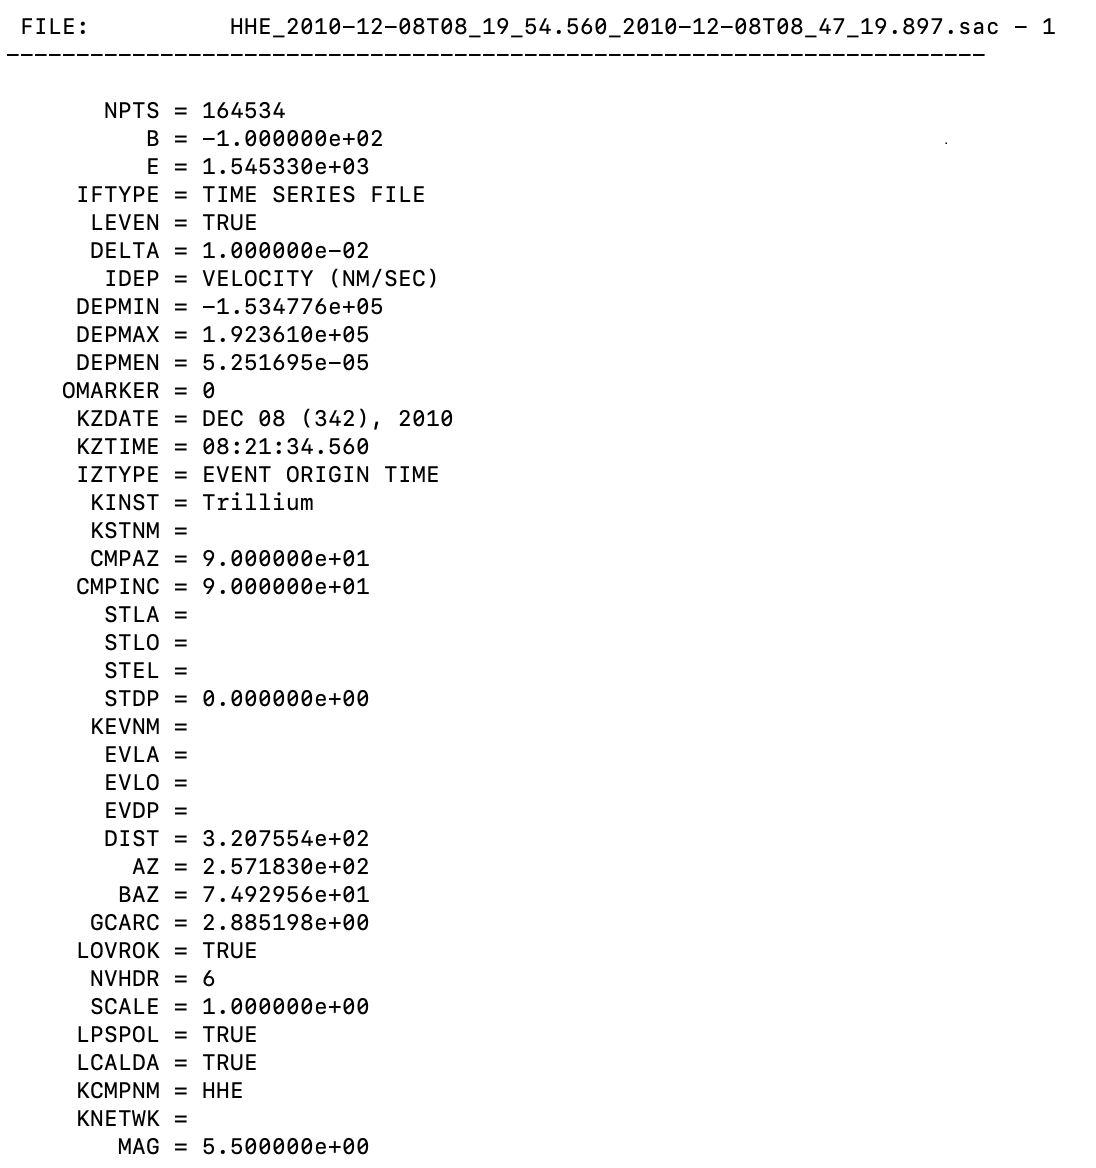 FILE: HHE_2010-12-08T08_19_54.560_2010-12-08T08_47_19.897.sac - 1
----------------------------------------------------------------------
NPTS = 164534
B = -1.000000e+02
E = 1.545330e+03
IFTYPE = TIME SERIES FILE
LEVEN = TRUE
DELTA = 1.000000e-02
IDEP = VELOCITY (NM/SEC)
DEPMIN = -1.534776e+05
DEPMAX = 1.923610e+05
DEPMEN = 5.251695e-05
OMARKER = 0
KZDATE = DEC 08 (342), 2010
KZTIME = 08:21:34.560
IZTYPE = EVENT ORIGIN TIME
KINST = Trillium
KSTNM =
CMPAZ = 9.000000e+01
CMPINC = 9.000000e+01
STLA =
STLO =
STEL =
STDP = 0.000000e+00
KEVNM =
EVLA =
EVLO =
EVDP =
DIST = 3.207554e+02
AZ = 2.571830e+02
BAZ = 7.492956e+01
GCARC = 2.885198e+00
LOVROK = TRUE
NVHDR = 6
SCALE = 1.000000e+00
LPSPOL = TRUE
LCALDA = TRUE
KCMPNM = HHE
KNETWK =
MAG = 5.500000e+00